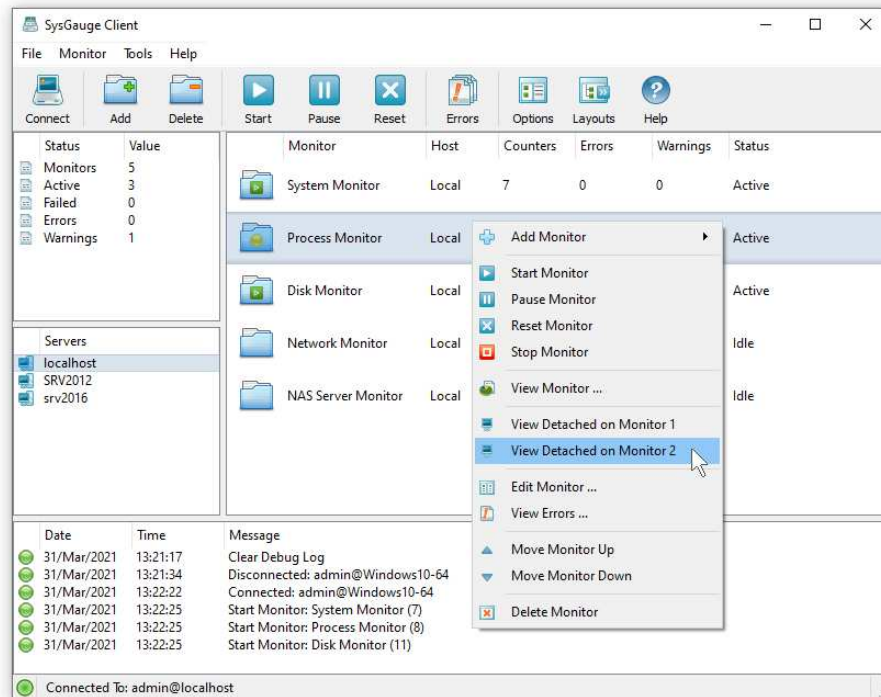 SysGauge Client
File Monitor Tools Help
Connect Add Delete Start Pause Reset Errors Options Layouts Help
Status Value
Monitors 5
Active 3
Failed 0
Errors 0
Warnings 1
Servers
localhost
SRV2012
srv2016
Monitor Host Counters Errors Warnings Status
System Monitor Local 7 0 0 Active
Process Monitor Local Active
Disk Monitor Local Active
Network Monitor Local Idle
NAS Server Monitor Local Idle
Add Monitor
Start Monitor
Pause Monitor
Reset Monitor
Stop Monitor
View Monitor ...
View Detached on Monitor 1
View Detached on Monitor 2
Edit Monitor ...
View Errors ...
Move Monitor Up
Move Monitor Down
Delete Monitor
Date Time Message
31/Mar/2021 13:21:17 Clear Debug Log
31/Mar/2021 13:21:34 Disconnected: admin@Windows10-64
31/Mar/2021 13:22:22 Connected: admin@Windows10-64
31/Mar/2021 13:22:25 Start Monitor: System Monitor (7)
31/Mar/2021 13:22:25 Start Monitor: Process Monitor (8)
31/Mar/2021 13:22:25 Start Monitor: Disk Monitor (11)
Connected To: admin@localhost